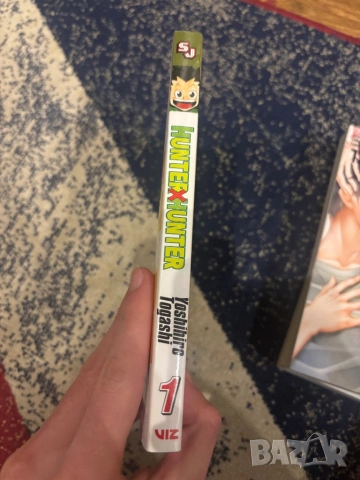 SJ
HUNTER×HUNTER
Yoshihiro
Togashi
1
VIZ
BAZAR